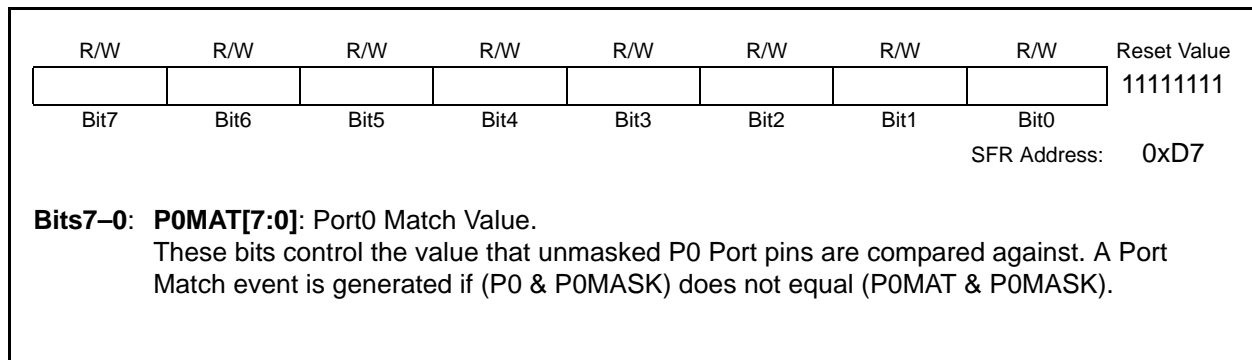 R/W R/W R/W R/W R/W R/W R/W R/W Reset Value
11111111
Bit7 Bit6 Bit5 Bit4 Bit3 Bit2 Bit1 Bit0
SFR Address: 0xD7
Bits7–0: P0MAT[7:0]: Port0 Match Value.
These bits control the value that unmasked P0 Port pins are compared against. A Port
Match event is generated if (P0 & P0MASK) does not equal (P0MAT & P0MASK).